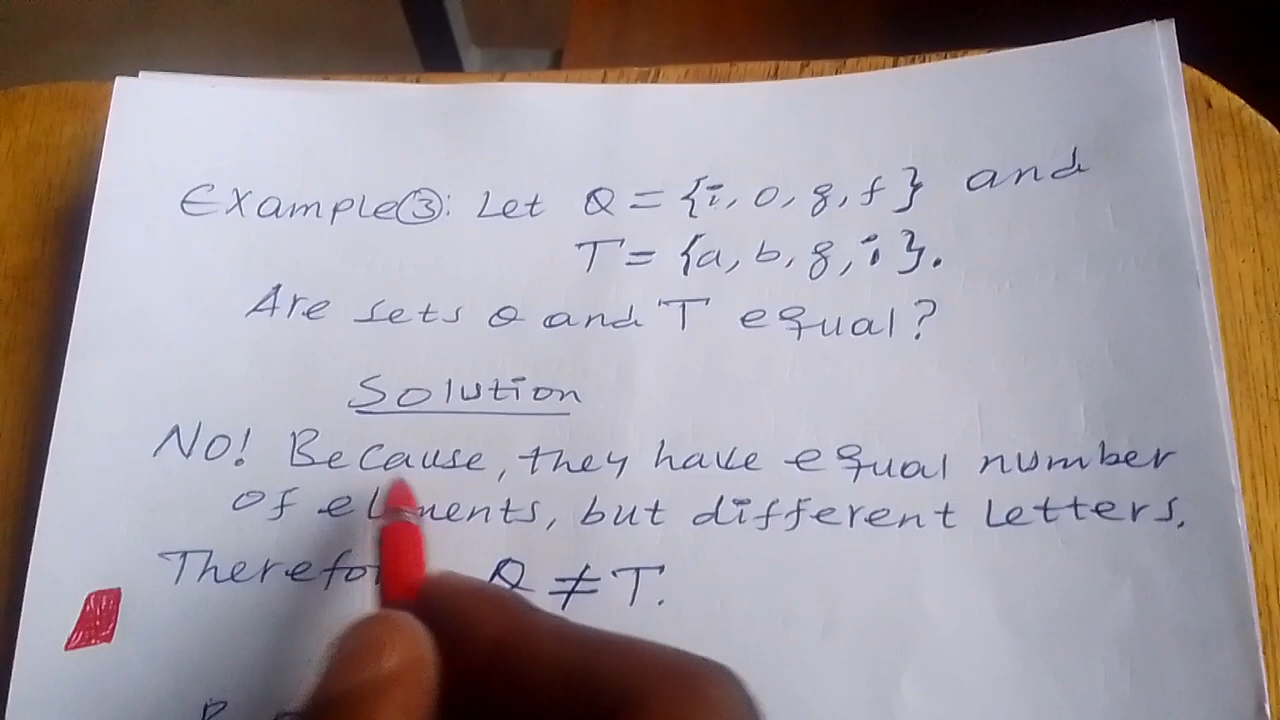 Example③: Let Q = {i, o, g, f} and
T = {a, b, g, i}.
Are sets Q and T equal?
Solution
No! Because, they have equal number
of elements, but different letters.
Therefore Q ≠ T.